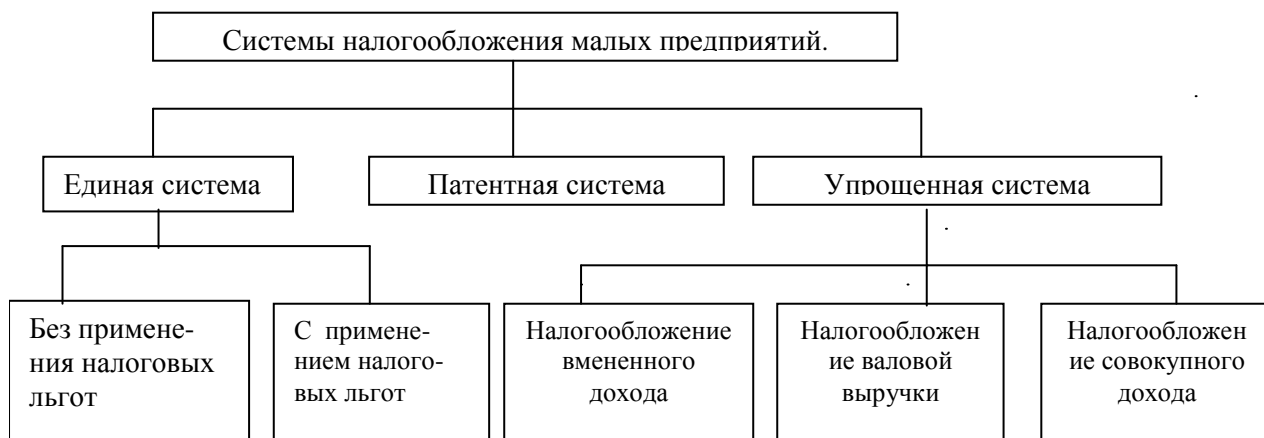 Системы налогообложения малых предприятий.
Единая система
Патентная система
Упрощенная система
Без примене-
ния налоговых
льгот
С примене-
нием налого-
вых льгот
Налогообложение
вмененного
дохода
Налогообложен
ие валовой
выручки
Налогообложен
ие совокупного
дохода